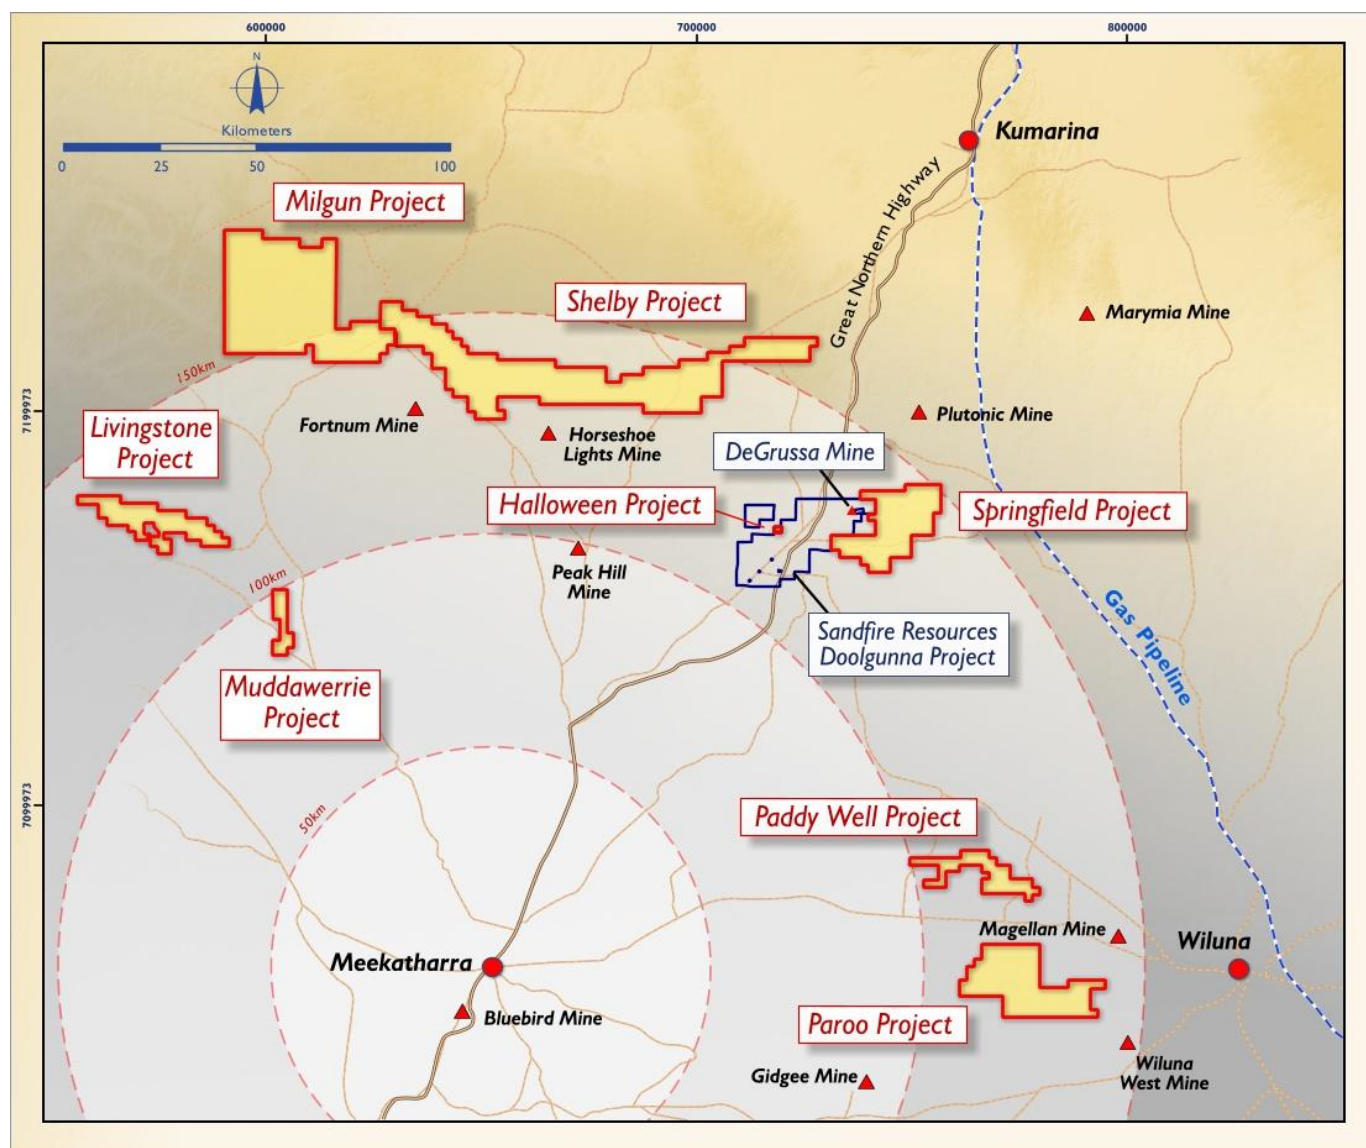 600000
700000
800000
N
Kilometers
0 25 50 100
Kumarina
Great Northern Highway
Milgun Project
Shelby Project
Marymia Mine
150km
7199973
Fortnum Mine
Plutonic Mine
Livingstone
Project
Horseshoe
Lights Mine
DeGrussa Mine
Halloween Project
Springfield Project
100km
Peak Hill
Mine
Gas Pipeline
Sandfire Resources
Doolgunna Project
Muddawerrie
Project
7099973
50km
Paddy Well Project
Magellan Mine
Wiluna
Meekatharra
Bluebird Mine
Paroo Project
Gidgee Mine
Wiluna
West Mine